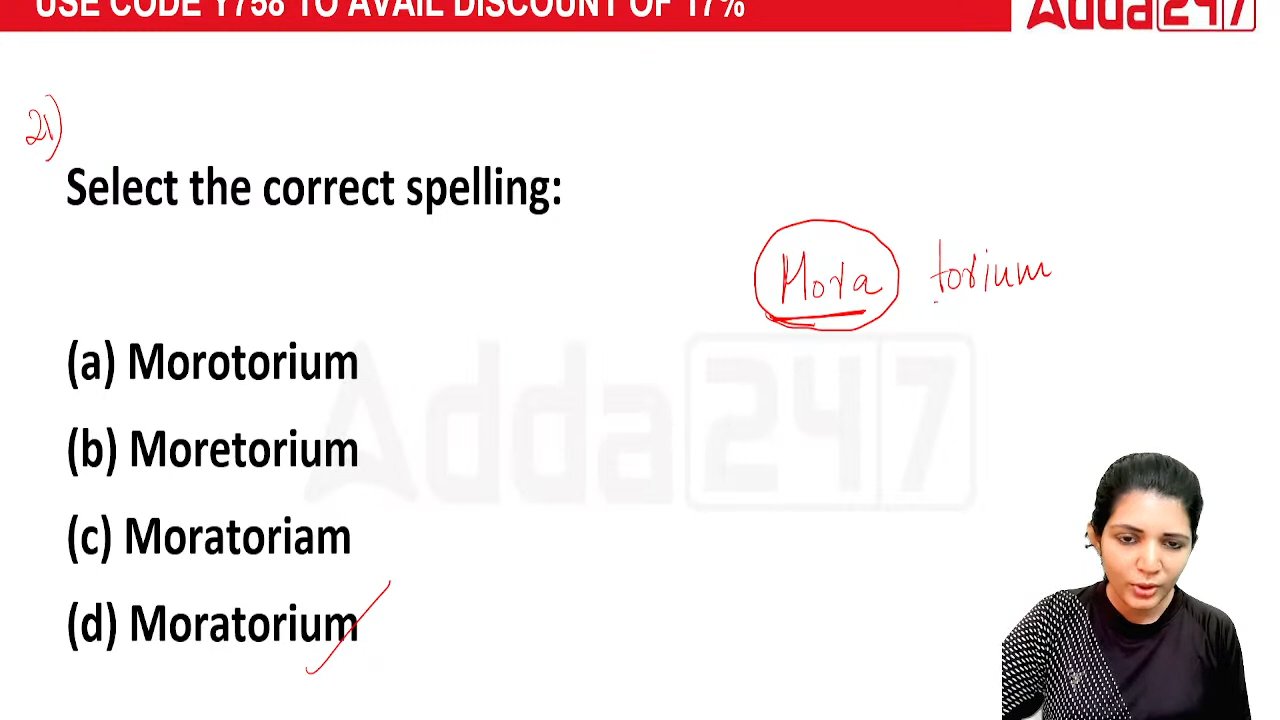 USE CODE Y758 TO AVAIL DISCOUNT OF 17%
Adda247
21)
Select the correct spelling:
Mora torium
(a) Morotorium
(b) Moretorium
(c) Moratoriam
(d) Moratorium
Adda247